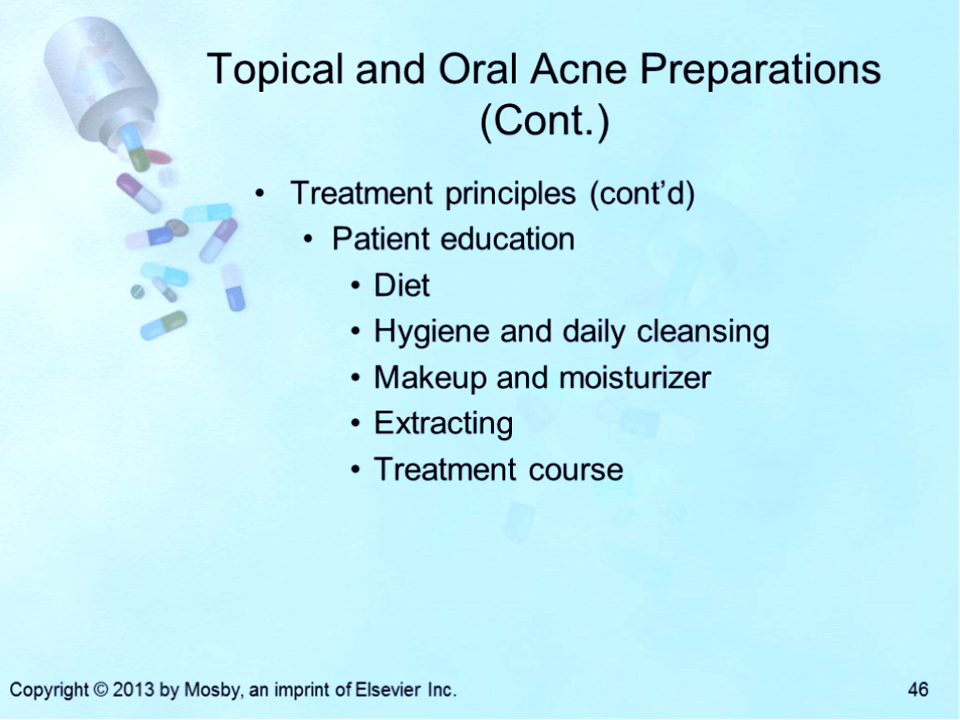 Topical and Oral Acne Preparations
(Cont.)
• Treatment principles (cont’d)
• Patient education
• Diet
• Hygiene and daily cleansing
• Makeup and moisturizer
• Extracting
• Treatment course
Copyright © 2013 by Mosby, an imprint of Elsevier Inc.
46